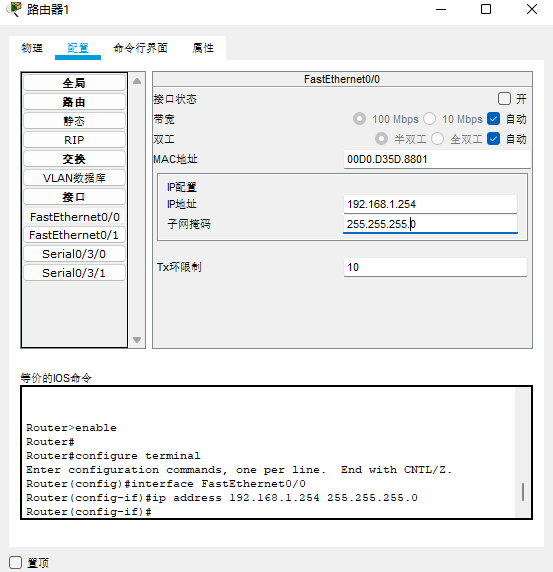 路由器1
物理 配置 命令行界面 属性
全局
路由
静态
RIP
交换
VLAN数据库
接口
FastEthernet0/0
FastEthernet0/1
Serial0/3/0
Serial0/3/1
FastEthernet0/0
接口状态 开
带宽 100 Mbps 10 Mbps 自动
双工 半双工 全双工 自动
MAC地址 00D0.D35D.8801
IP配置
IP地址 192.168.1.254
子网掩码 255.255.255.0
Tx环限制 10
等价的IOS命令
Router>enable
Router#
Router#configure terminal
Enter configuration commands, one per line.  End with CNTL/Z.
Router(config)#interface FastEthernet0/0
Router(config-if)#ip address 192.168.1.254 255.255.255.0
Router(config-if)#
置顶